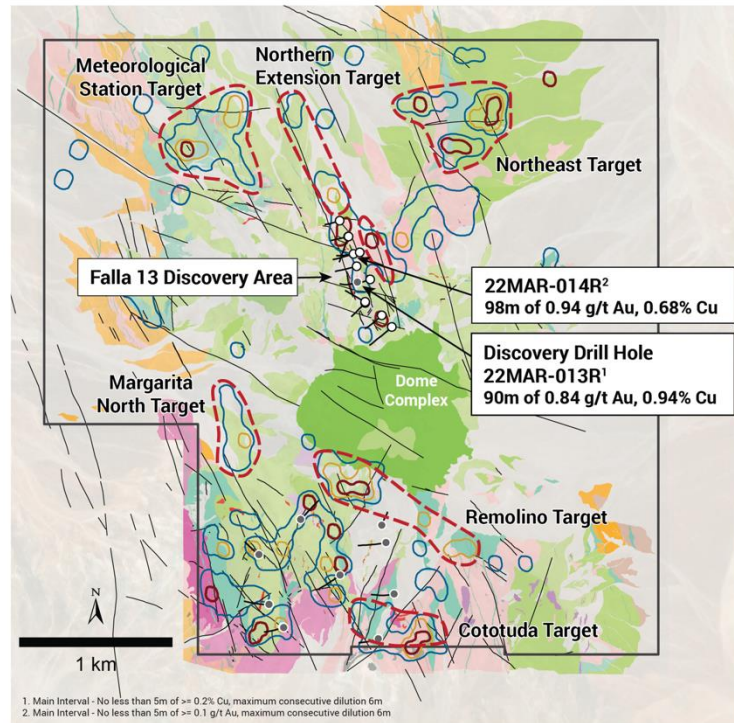 Meteorological
Station Target
Northern
Extension Target
Northeast Target
Falla 13 Discovery Area
22MAR-014R²
98m of 0.94 g/t Au, 0.68% Cu
Discovery Drill Hole
22MAR-013R¹
90m of 0.84 g/t Au, 0.94% Cu
Dome
Complex
Margarita
North Target
Remolino Target
Cototuda Target
N
1 km
1. Main Interval - No less than 5m of >= 0.2% Cu, maximum consecutive dilution 6m
2. Main Interval - No less than 5m of >= 0.1 g/t Au, maximum consecutive dilution 6m